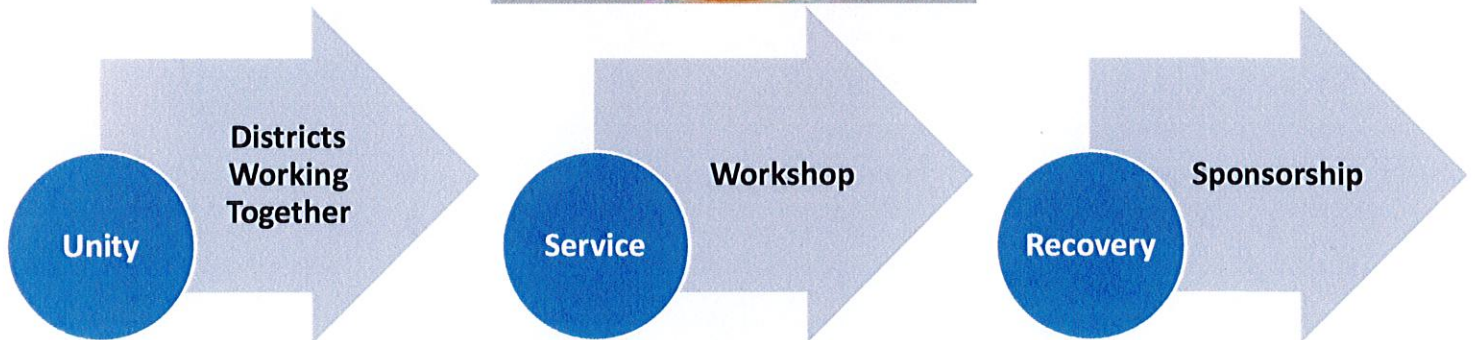 Unity
Districts
Working
Together
Service
Workshop
Recovery
Sponsorship